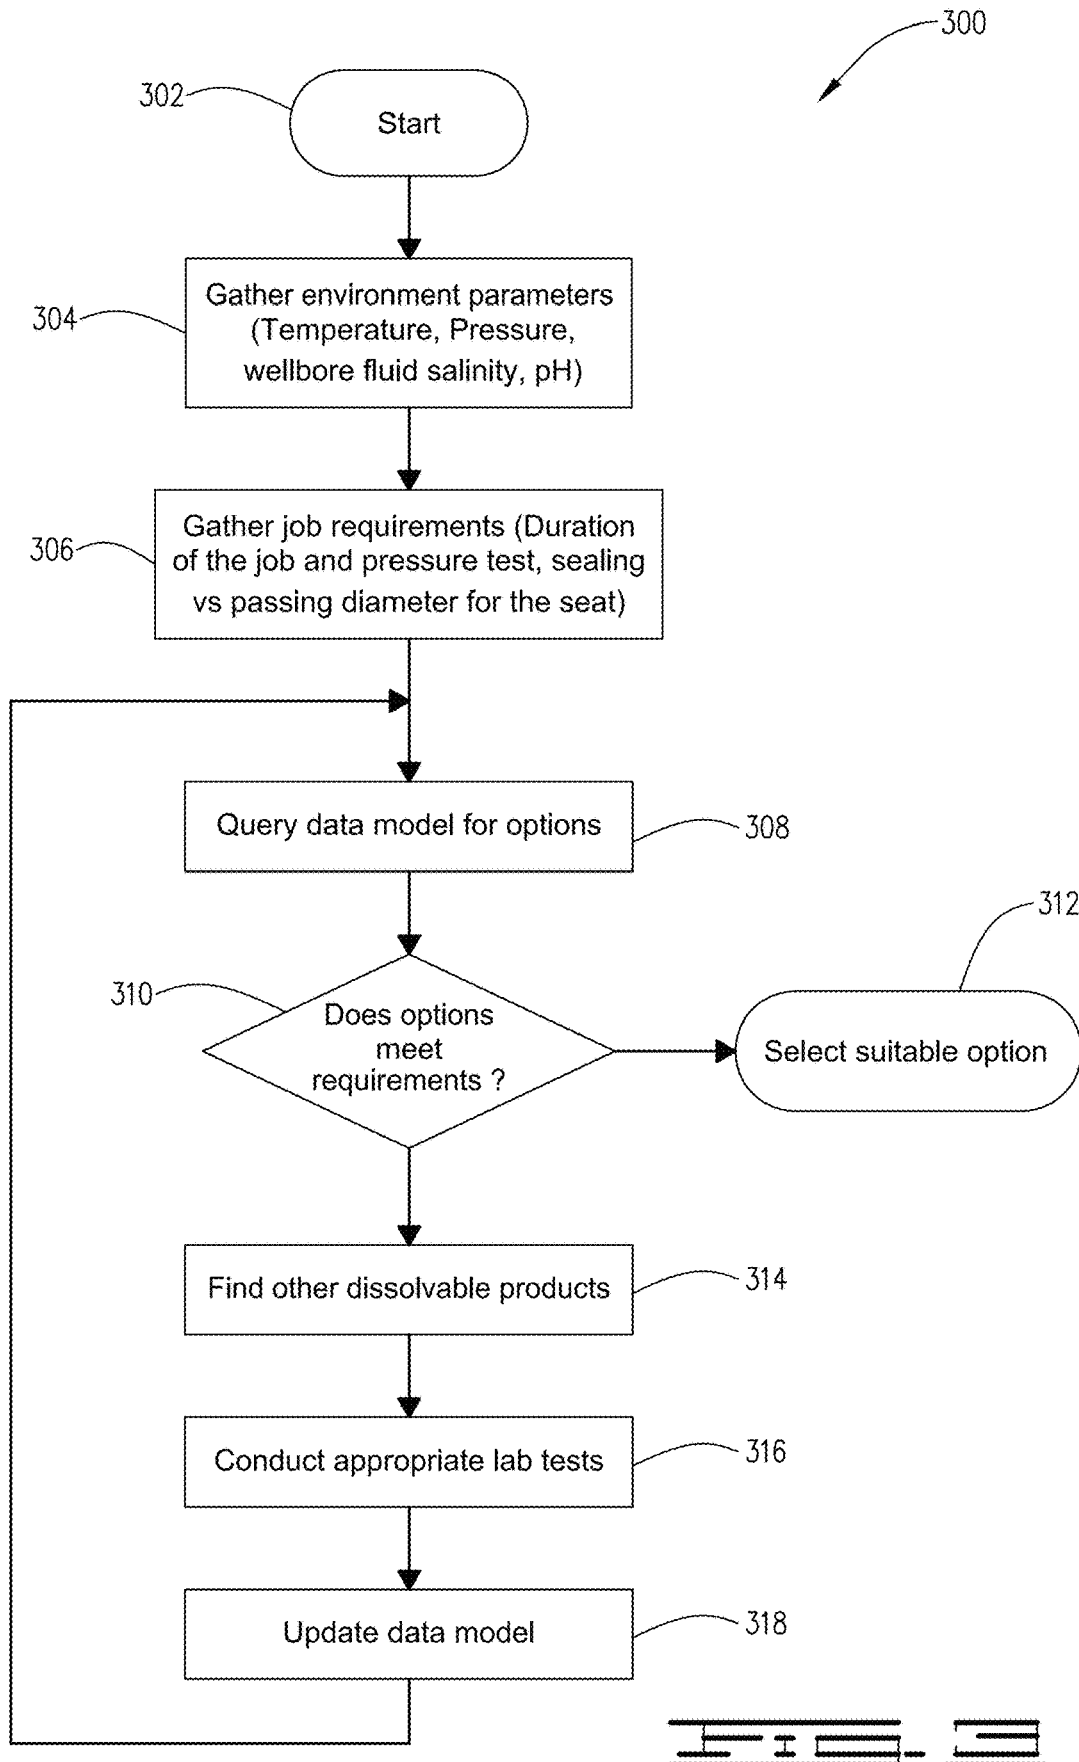 300
302
Start
304
Gather environment parameters
(Temperature, Pressure,
wellbore fluid salinity, pH)
306
Gather job requirements (Duration
of the job and pressure test, sealing
vs passing diameter for the seat)
Query data model for options
308
310
Does options
meet
requirements ?
312
Select suitable option
Find other dissolvable products
314
Conduct appropriate lab tests
316
Update data model
318